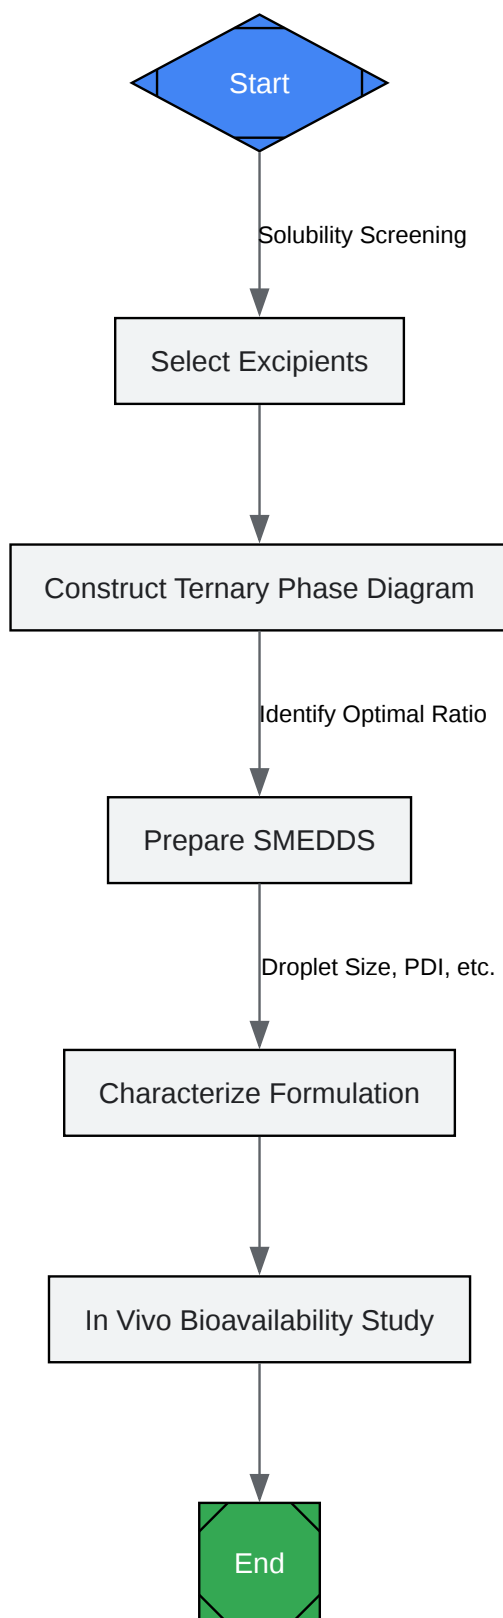 Start
Solubility Screening
Select Excipients
Construct Ternary Phase Diagram
Identify Optimal Ratio
Prepare SMEDDS
Droplet Size, PDI, etc.
Characterize Formulation
In Vivo Bioavailability Study
End